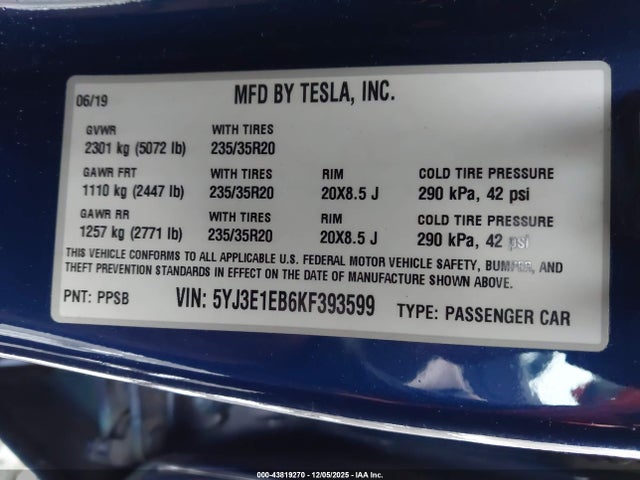 06/19 MFD BY TESLA, INC.
GVWR WITH TIRES
2301 kg (5072 lb) 235/35R20
GAWR FRT WITH TIRES RIM COLD TIRE PRESSURE
1110 kg (2447 lb) 235/35R20 20X8.5 J 290 kPa, 42 psi
GAWR RR WITH TIRES RIM COLD TIRE PRESSURE
1257 kg (2771 lb) 235/35R20 20X8.5 J 290 kPa, 42 psi
THIS VEHICLE CONFORMS TO ALL APPLICABLE U.S. FEDERAL MOTOR VEHICLE SAFETY, BUMPER, AND
THEFT PREVENTION STANDARDS IN EFFECT ON THE DATE OF MANUFACTURE SHOWN ABOVE.
PNT: PPSB VIN: 5YJ3E1EB6KF393599 TYPE: PASSENGER CAR
000-43819270 - 12/05/2025 - IAA Inc.